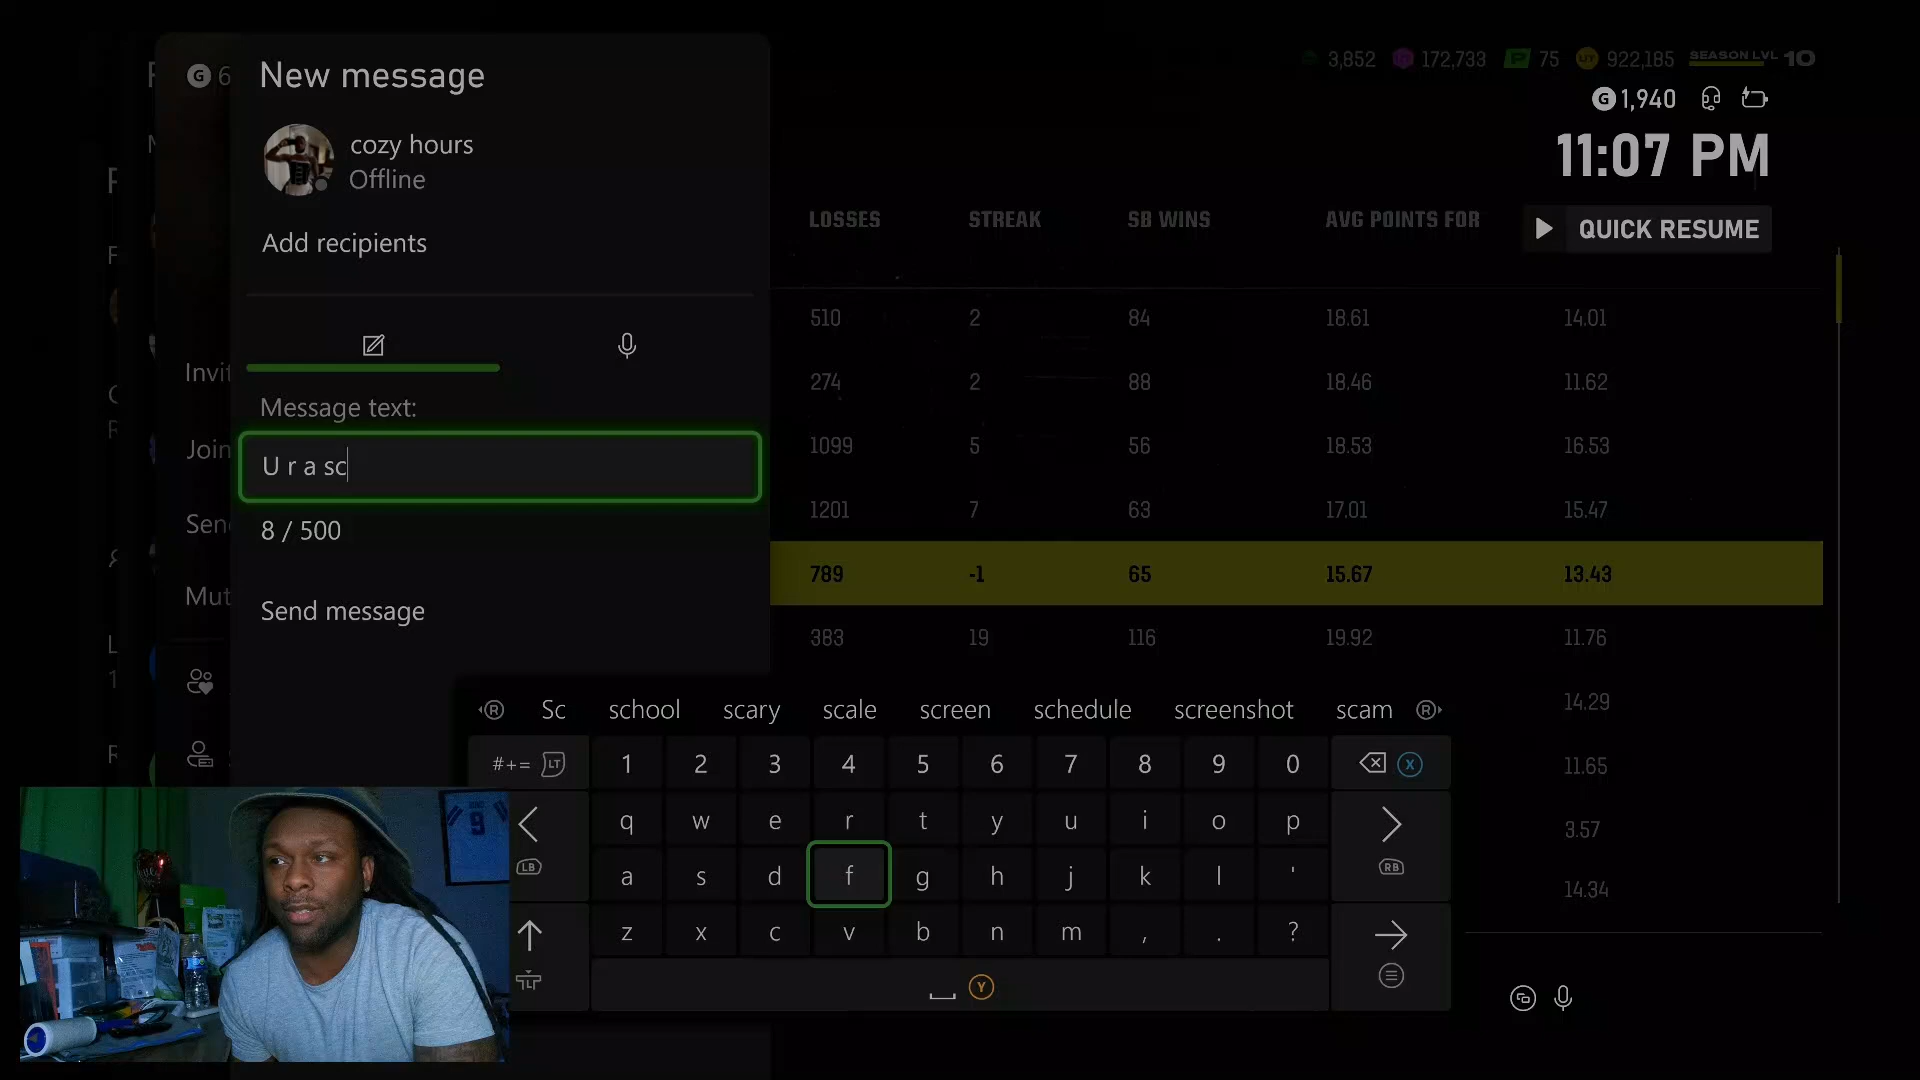 3,852 172,733 75 922,185 SEASON LVL 10
G 6
New message
G 1,940
11:07 PM
cozy hours
Offline
Add recipients
LOSSES STREAK SB WINS AVG POINTS FOR
QUICK RESUME
510 2 84 18.61 14.01
274 2 88 18.46 11.62
Invit
Message text:
1099 5 56 18.53 16.53
Join
U r a sc
1201 7 63 17.01 15.47
Sen
8 / 500
789 -1 65 15.67 13.43
Mut
Send message
383 19 116 19.92 11.76
14.29
11.65
3.57
14.34
R Sc school scary scale screen schedule screenshot scam R
#+= LT 1 2 3 4 5 6 7 8 9 0 X
q w e r t y u i o p
LB RB
a s d f g h j k l '
z x c v b n m , . ?
Y
9